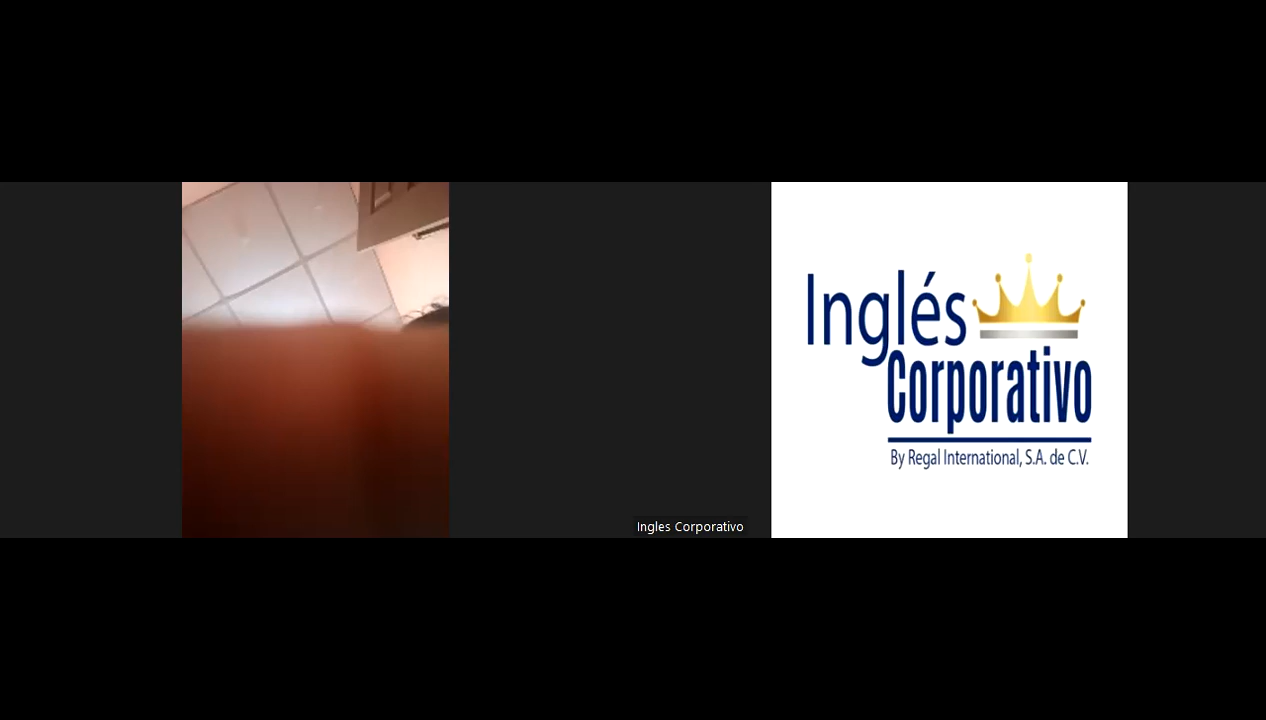 Inglés
Corporativo
By Regal International, S.A. de C.V.
Ingles Corporativo